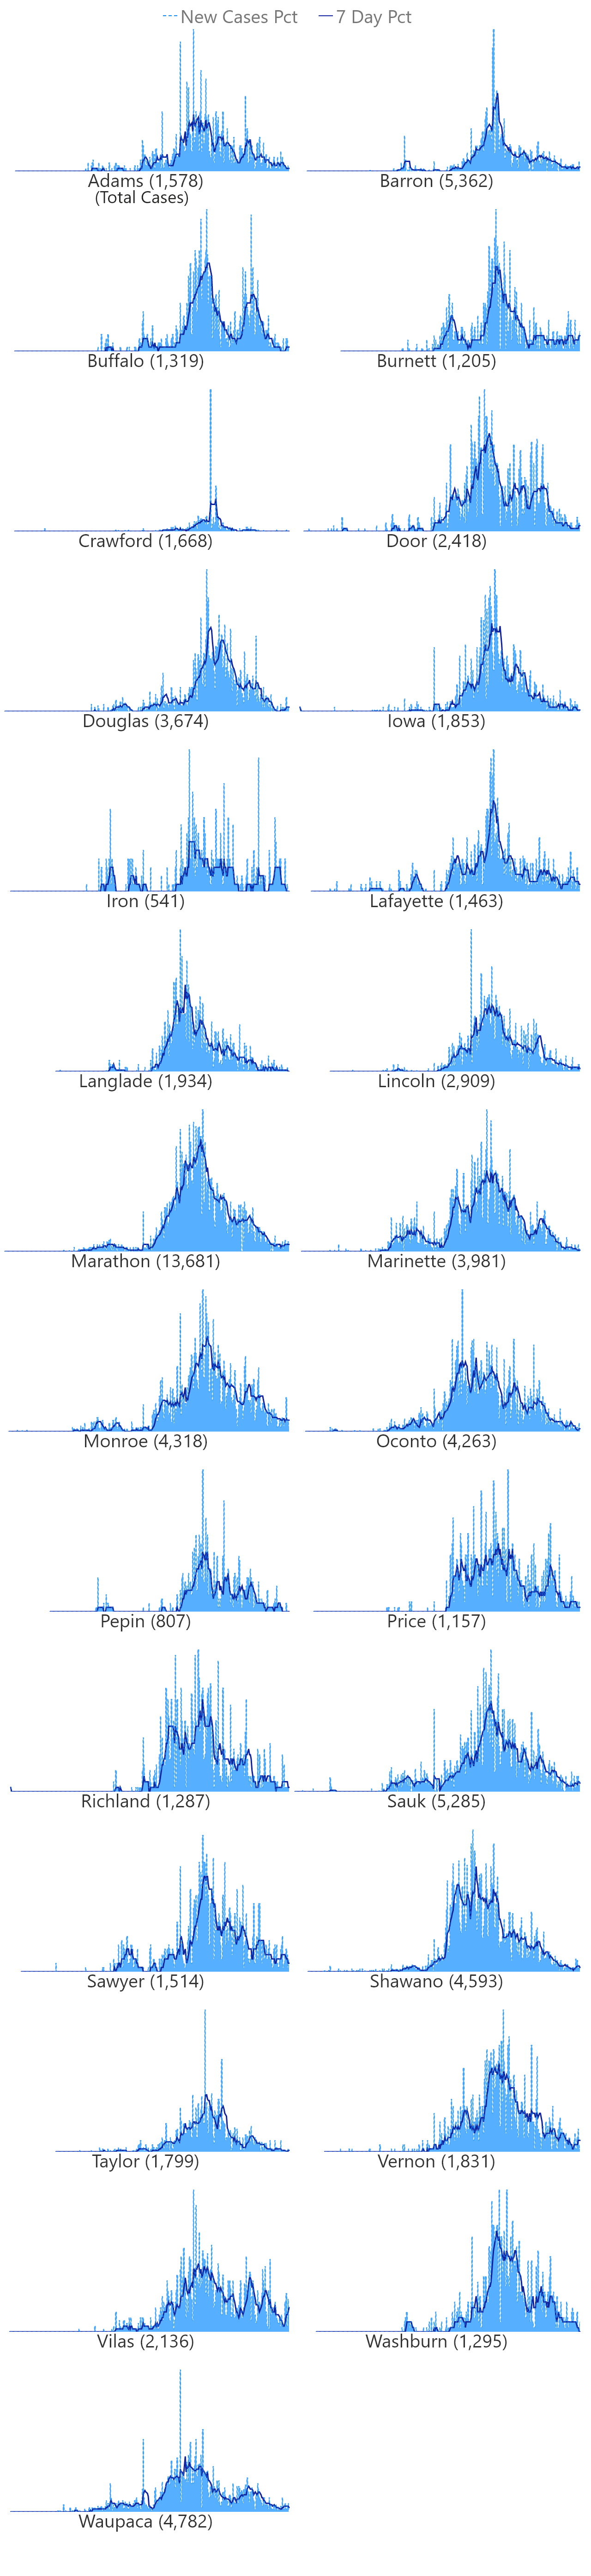 New Cases Pct 7 Day Pct
Adams (1,578) Barron (5,362)
(Total Cases)
Buffalo (1,319) Burnett (1,205)
Crawford (1,668) Door (2,418)
Douglas (3,674) Iowa (1,853)
Iron (541) Lafayette (1,463)
Langlade (1,934) Lincoln (2,909)
Marathon (13,681) Marinette (3,981)
Monroe (4,318) Oconto (4,263)
Pepin (807) Price (1,157)
Richland (1,287) Sauk (5,285)
Sawyer (1,514) Shawano (4,593)
Taylor (1,799) Vernon (1,831)
Vilas (2,136) Washburn (1,295)
Waupaca (4,782)